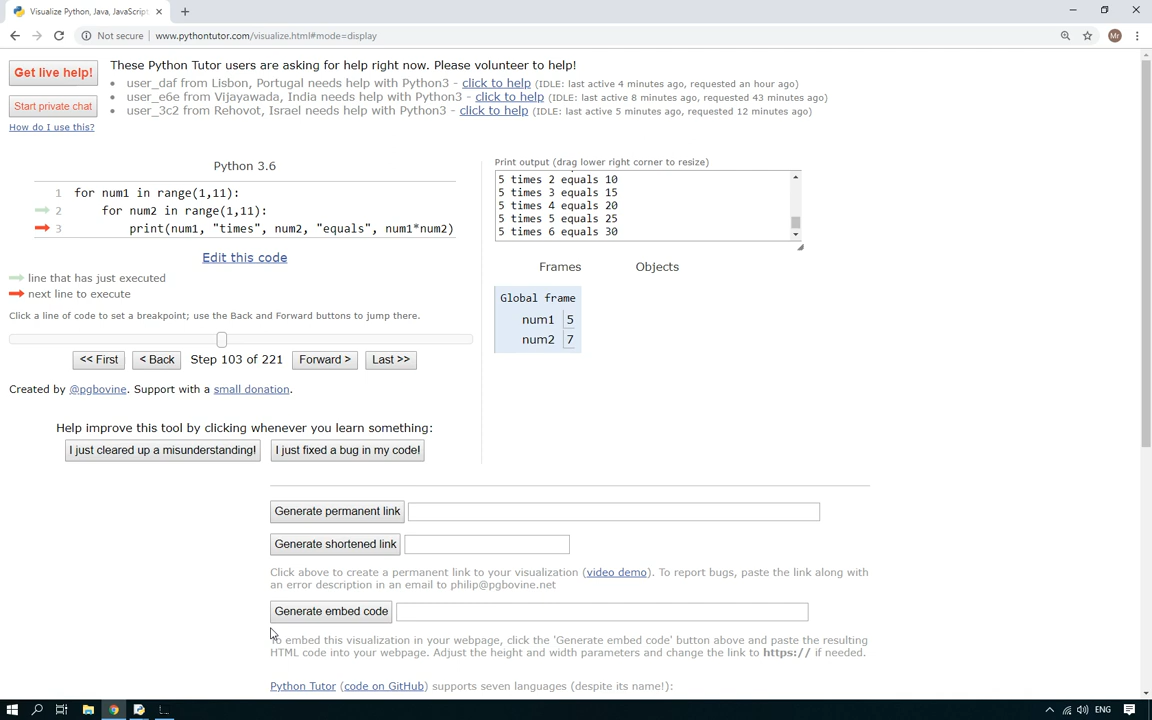 Visualize Python, Java, JavaScript
Not secure
www.pythontutor.com/visualize.html#mode=display
Mr
Get live help!
Start private chat
How do I use this?
These Python Tutor users are asking for help right now. Please volunteer to help!
user_daf from Lisbon, Portugal needs help with Python3 - click to help (IDLE: last active 4 minutes ago, requested an hour ago)
user_e6e from Vijayawada, India needs help with Python3 - click to help (IDLE: last active 8 minutes ago, requested 43 minutes ago)
user_3c2 from Rehovot, Israel needs help with Python3 - click to help (IDLE: last active 5 minutes ago, requested 12 minutes ago)
Python 3.6
1 for num1 in range(1,11):
2 for num2 in range(1,11):
3 print(num1, "times", num2, "equals", num1*num2)
Edit this code
line that has just executed
next line to execute
Click a line of code to set a breakpoint; use the Back and Forward buttons to jump there.
<< First
< Back
Step 103 of 221
Forward >
Last >>
Created by @pgbovine. Support with a small donation.
Help improve this tool by clicking whenever you learn something:
I just cleared up a misunderstanding!
I just fixed a bug in my code!
Print output (drag lower right corner to resize)
5 times 2 equals 10
5 times 3 equals 15
5 times 4 equals 20
5 times 5 equals 25
5 times 6 equals 30
Frames
Objects
Global frame
num1 5
num2 7
Generate permanent link
Generate shortened link
Click above to create a permanent link to your visualization (video demo). To report bugs, paste the link along with
an error description in an email to philip@pgbovine.net
Generate embed code
To embed this visualization in your webpage, click the 'Generate embed code' button above and paste the resulting
HTML code into your webpage. Adjust the height and width parameters and change the link to https:// if needed.
Python Tutor (code on GitHub) supports seven languages (despite its name!):
ENG